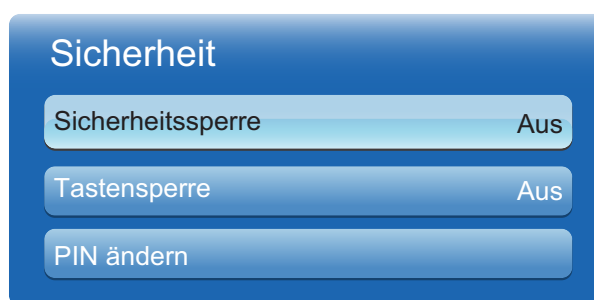 Sicherheit
Sicherheitssperre Aus
Tastensperre Aus
PIN ändern